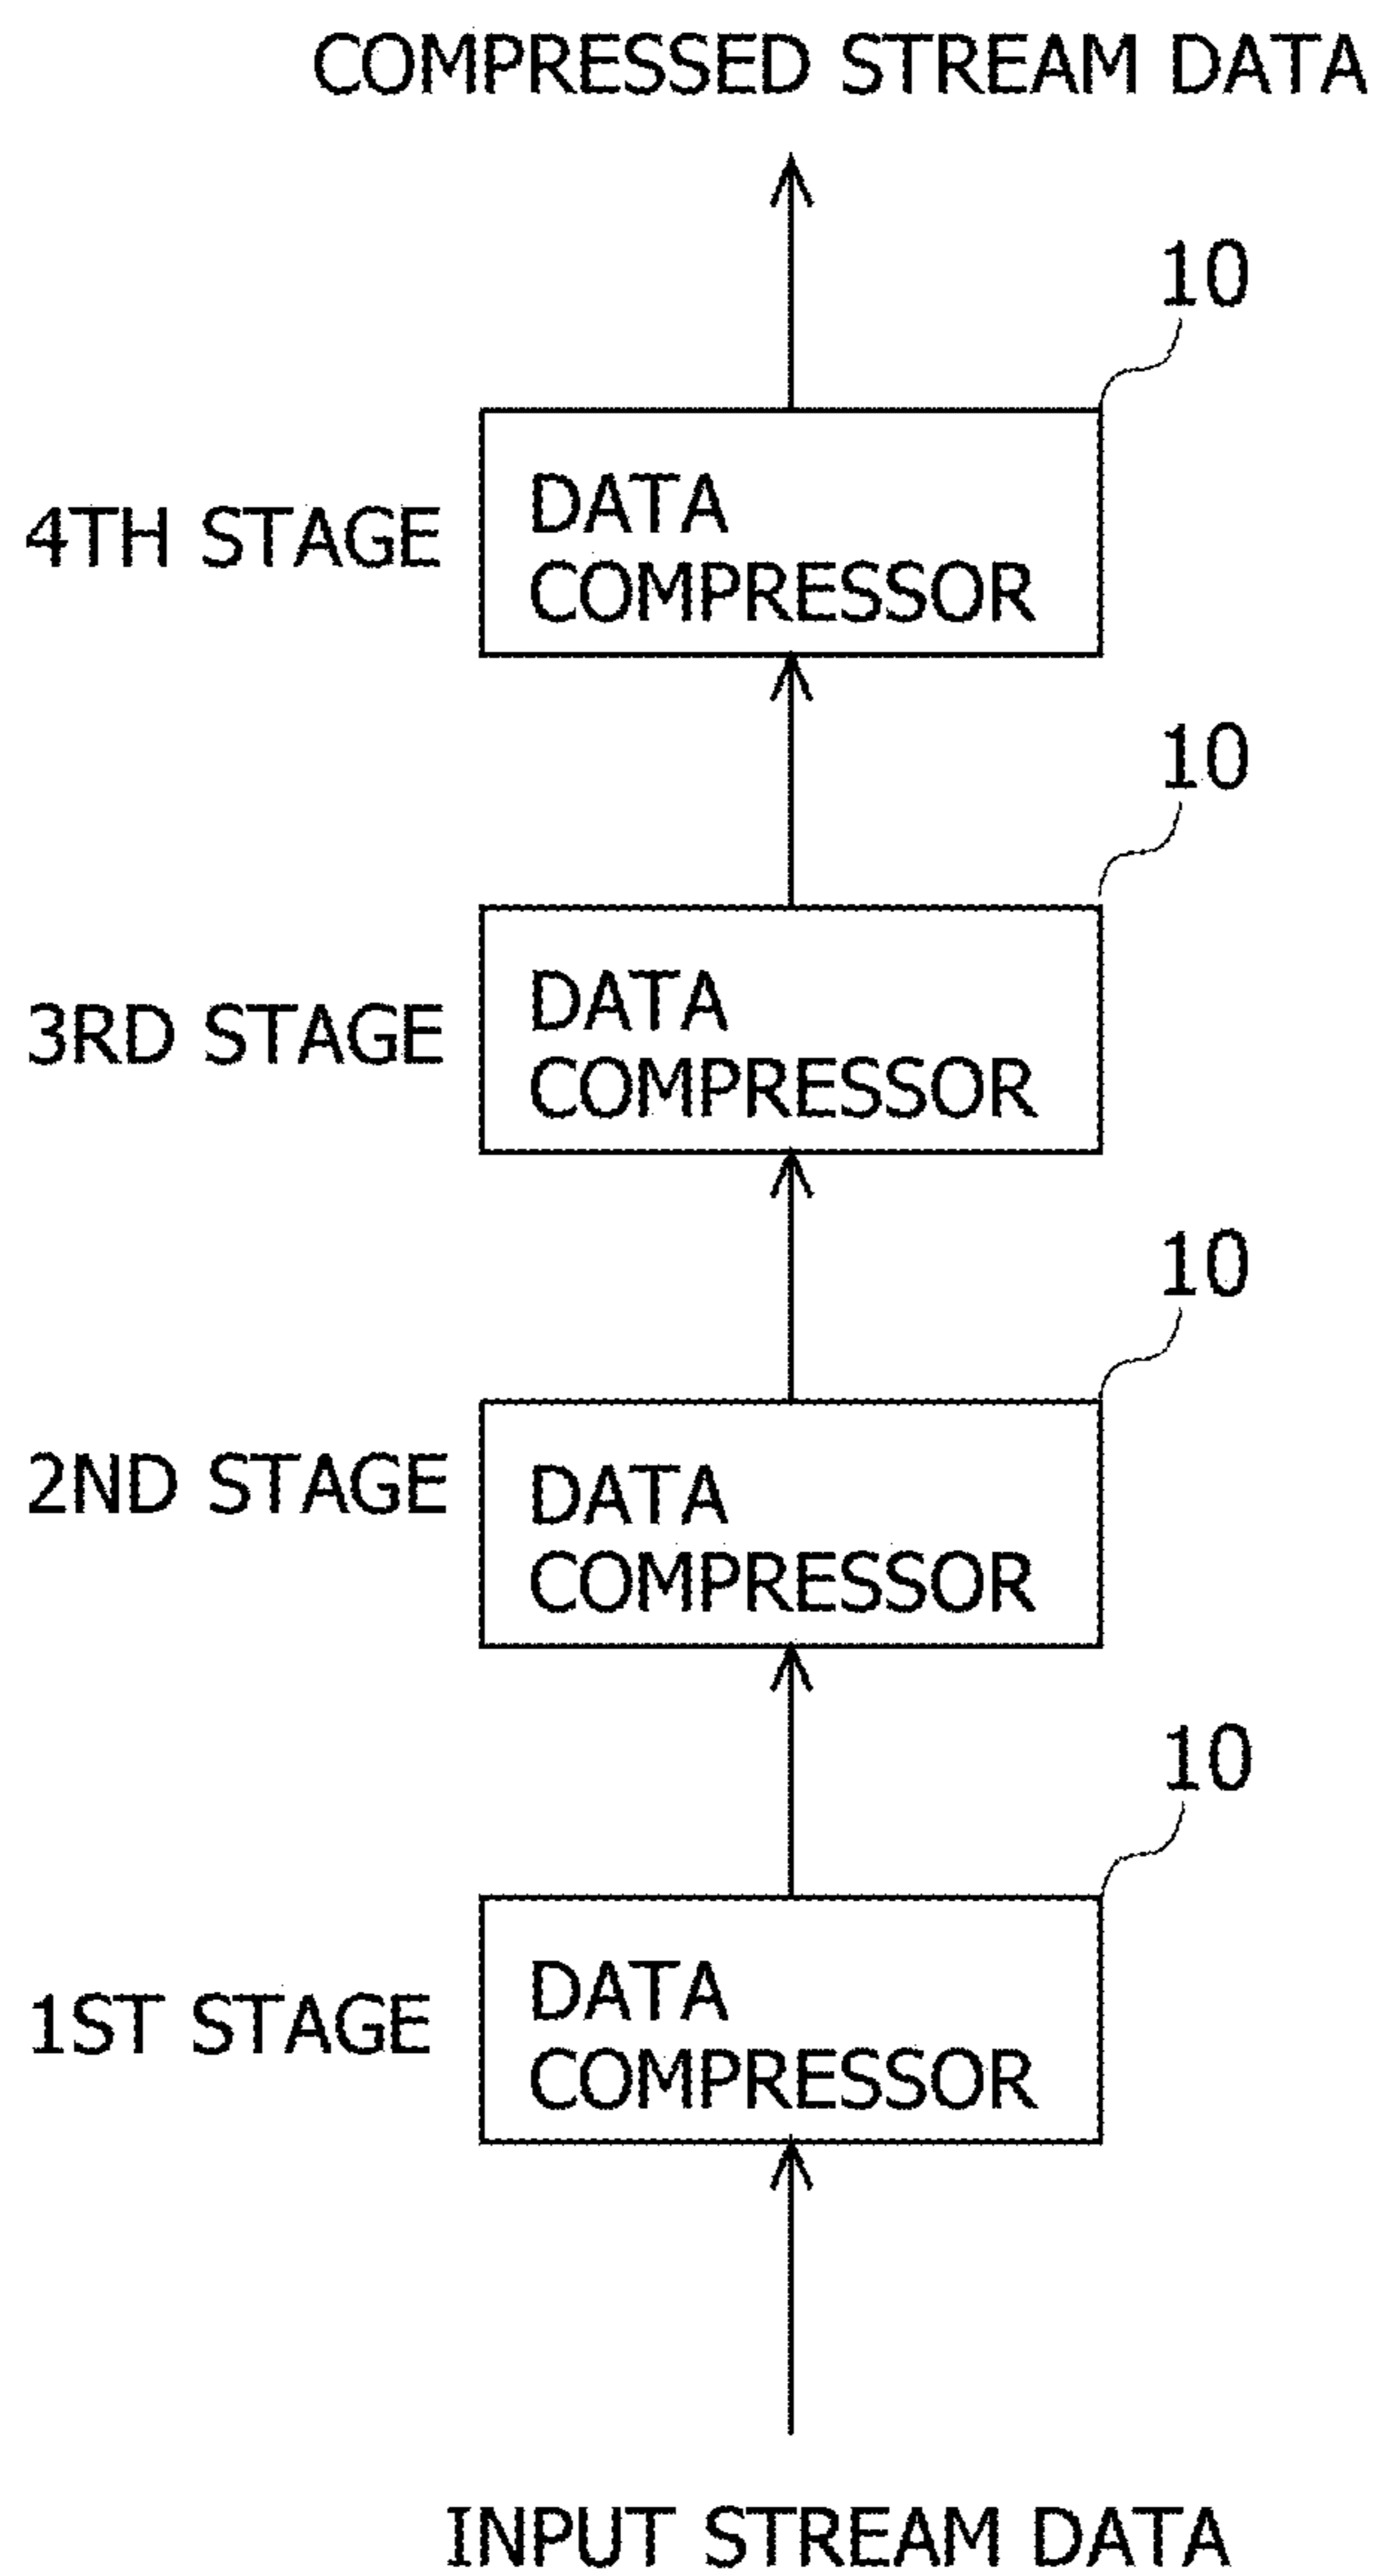 COMPRESSED STREAM DATA
10
4TH STAGE
DATA
COMPRESSOR
10
3RD STAGE
DATA
COMPRESSOR
10
2ND STAGE
DATA
COMPRESSOR
10
1ST STAGE
DATA
COMPRESSOR
INPUT STREAM DATA